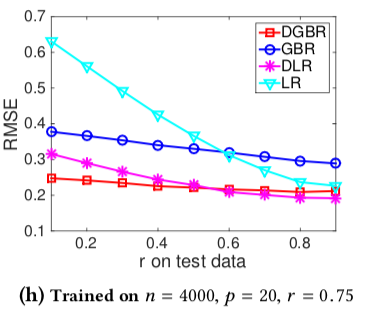 0.7
0.6
0.5
0.4
0.3
0.2
0.1
RMSE
DGBR
GBR
DLR
LR
0.2 0.4 0.6 0.8
r on test data
(h) Trained on n = 4000, p = 20, r = 0.75